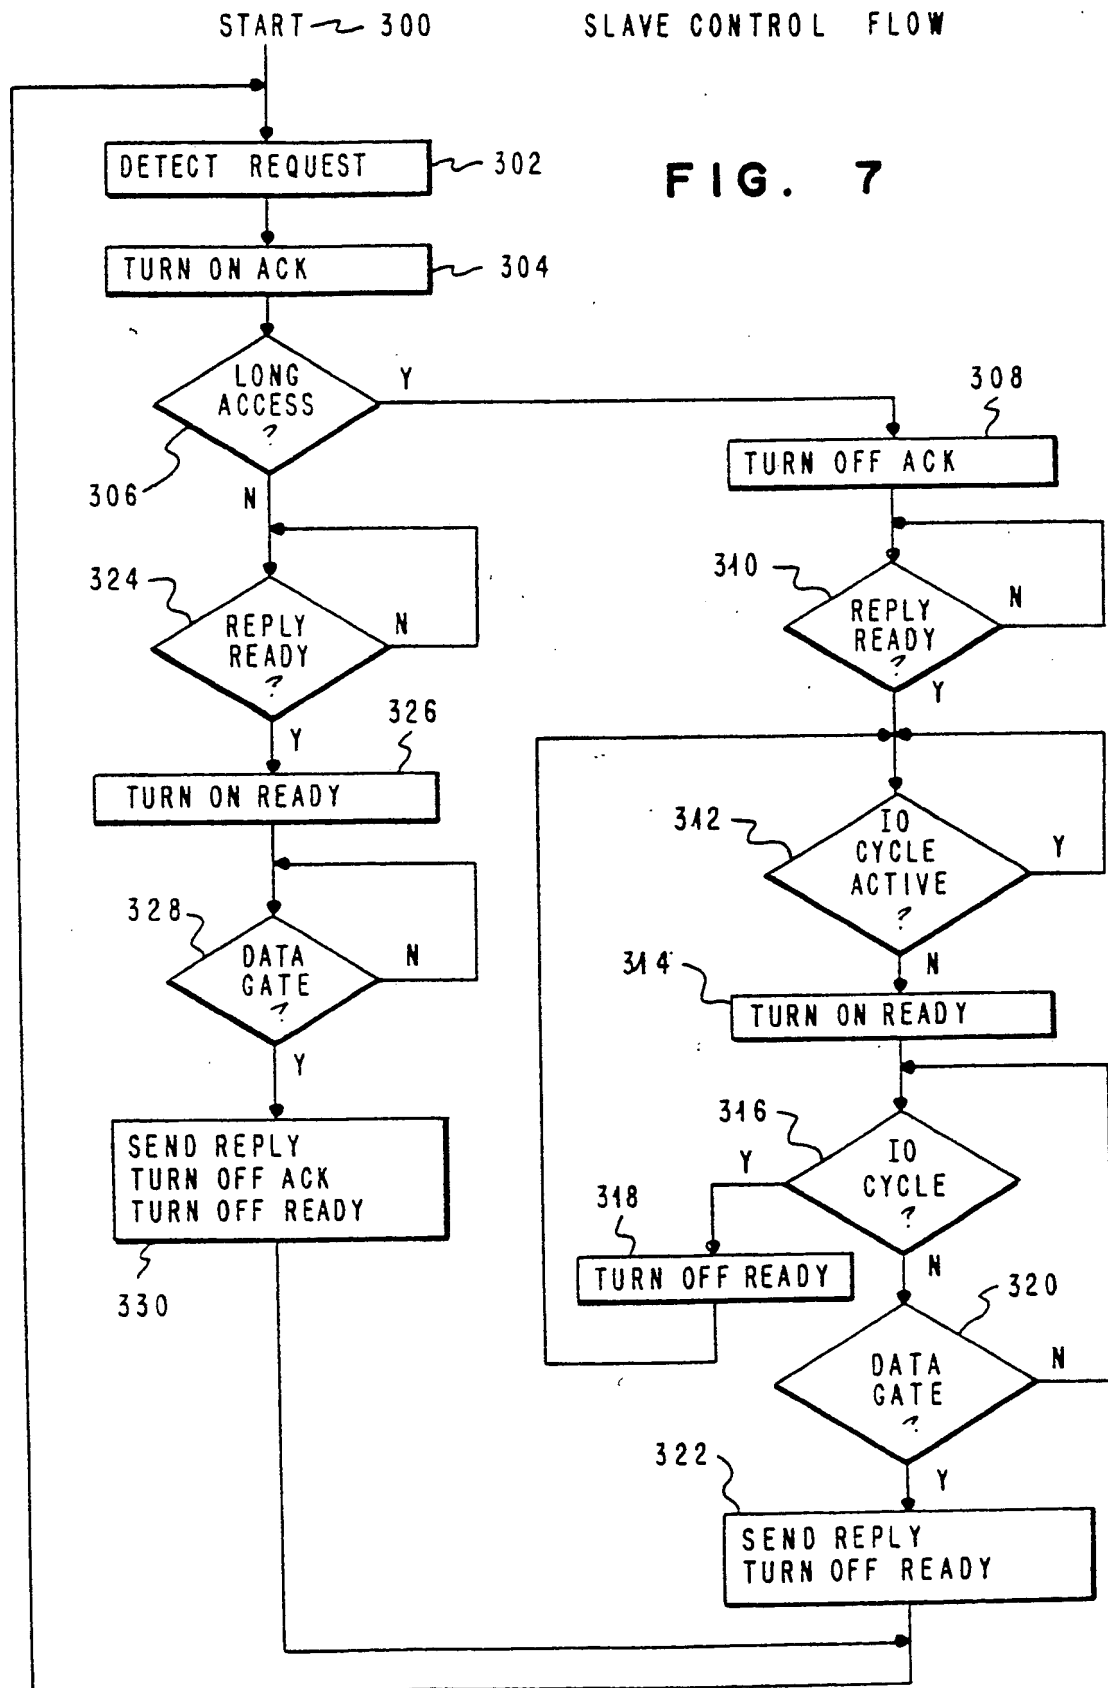 START 300
SLAVE CONTROL FLOW
FIG. 7
DETECT REQUEST
302
TURN ON ACK
304
LONG
ACCESS
?
306
Y
N
324
REPLY
READY
?
N
Y
326
TURN ON READY
328
DATA
GATE
?
N
Y
SEND REPLY
TURN OFF ACK
TURN OFF READY
330
308
TURN OFF ACK
310
REPLY
READY
?
N
Y
312
IO
CYCLE
ACTIVE
?
Y
N
314
TURN ON READY
316
IO
CYCLE
?
Y
N
318
TURN OFF READY
320
DATA
GATE
?
N
Y
322
SEND REPLY
TURN OFF READY